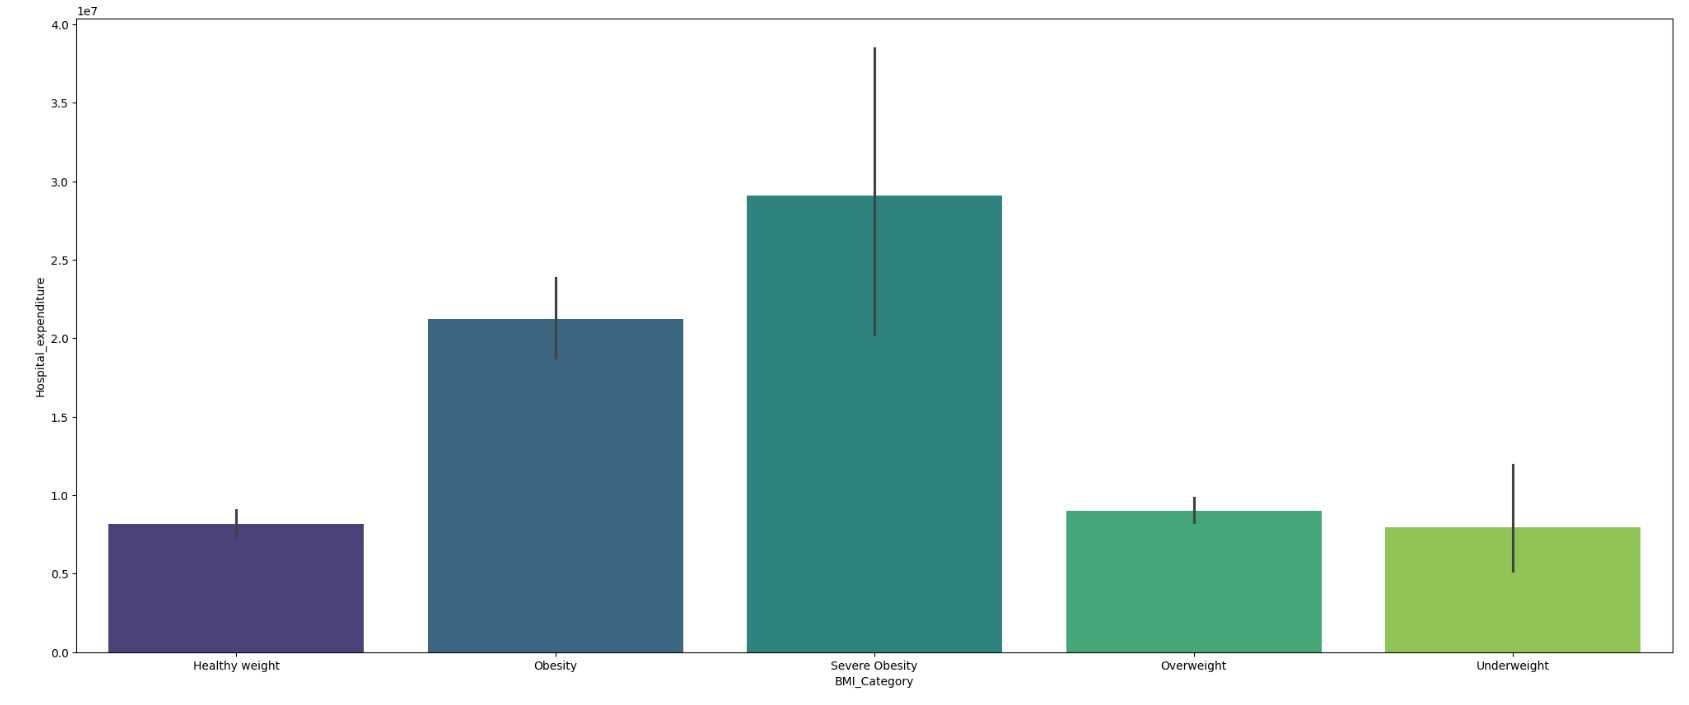 1e7
4.0
3.5
3.0
2.5
2.0
1.5
1.0
0.5
0.0
Hospital_expenditure
Healthy weight
Obesity
Severe Obesity
Overweight
Underweight
BMI_Category